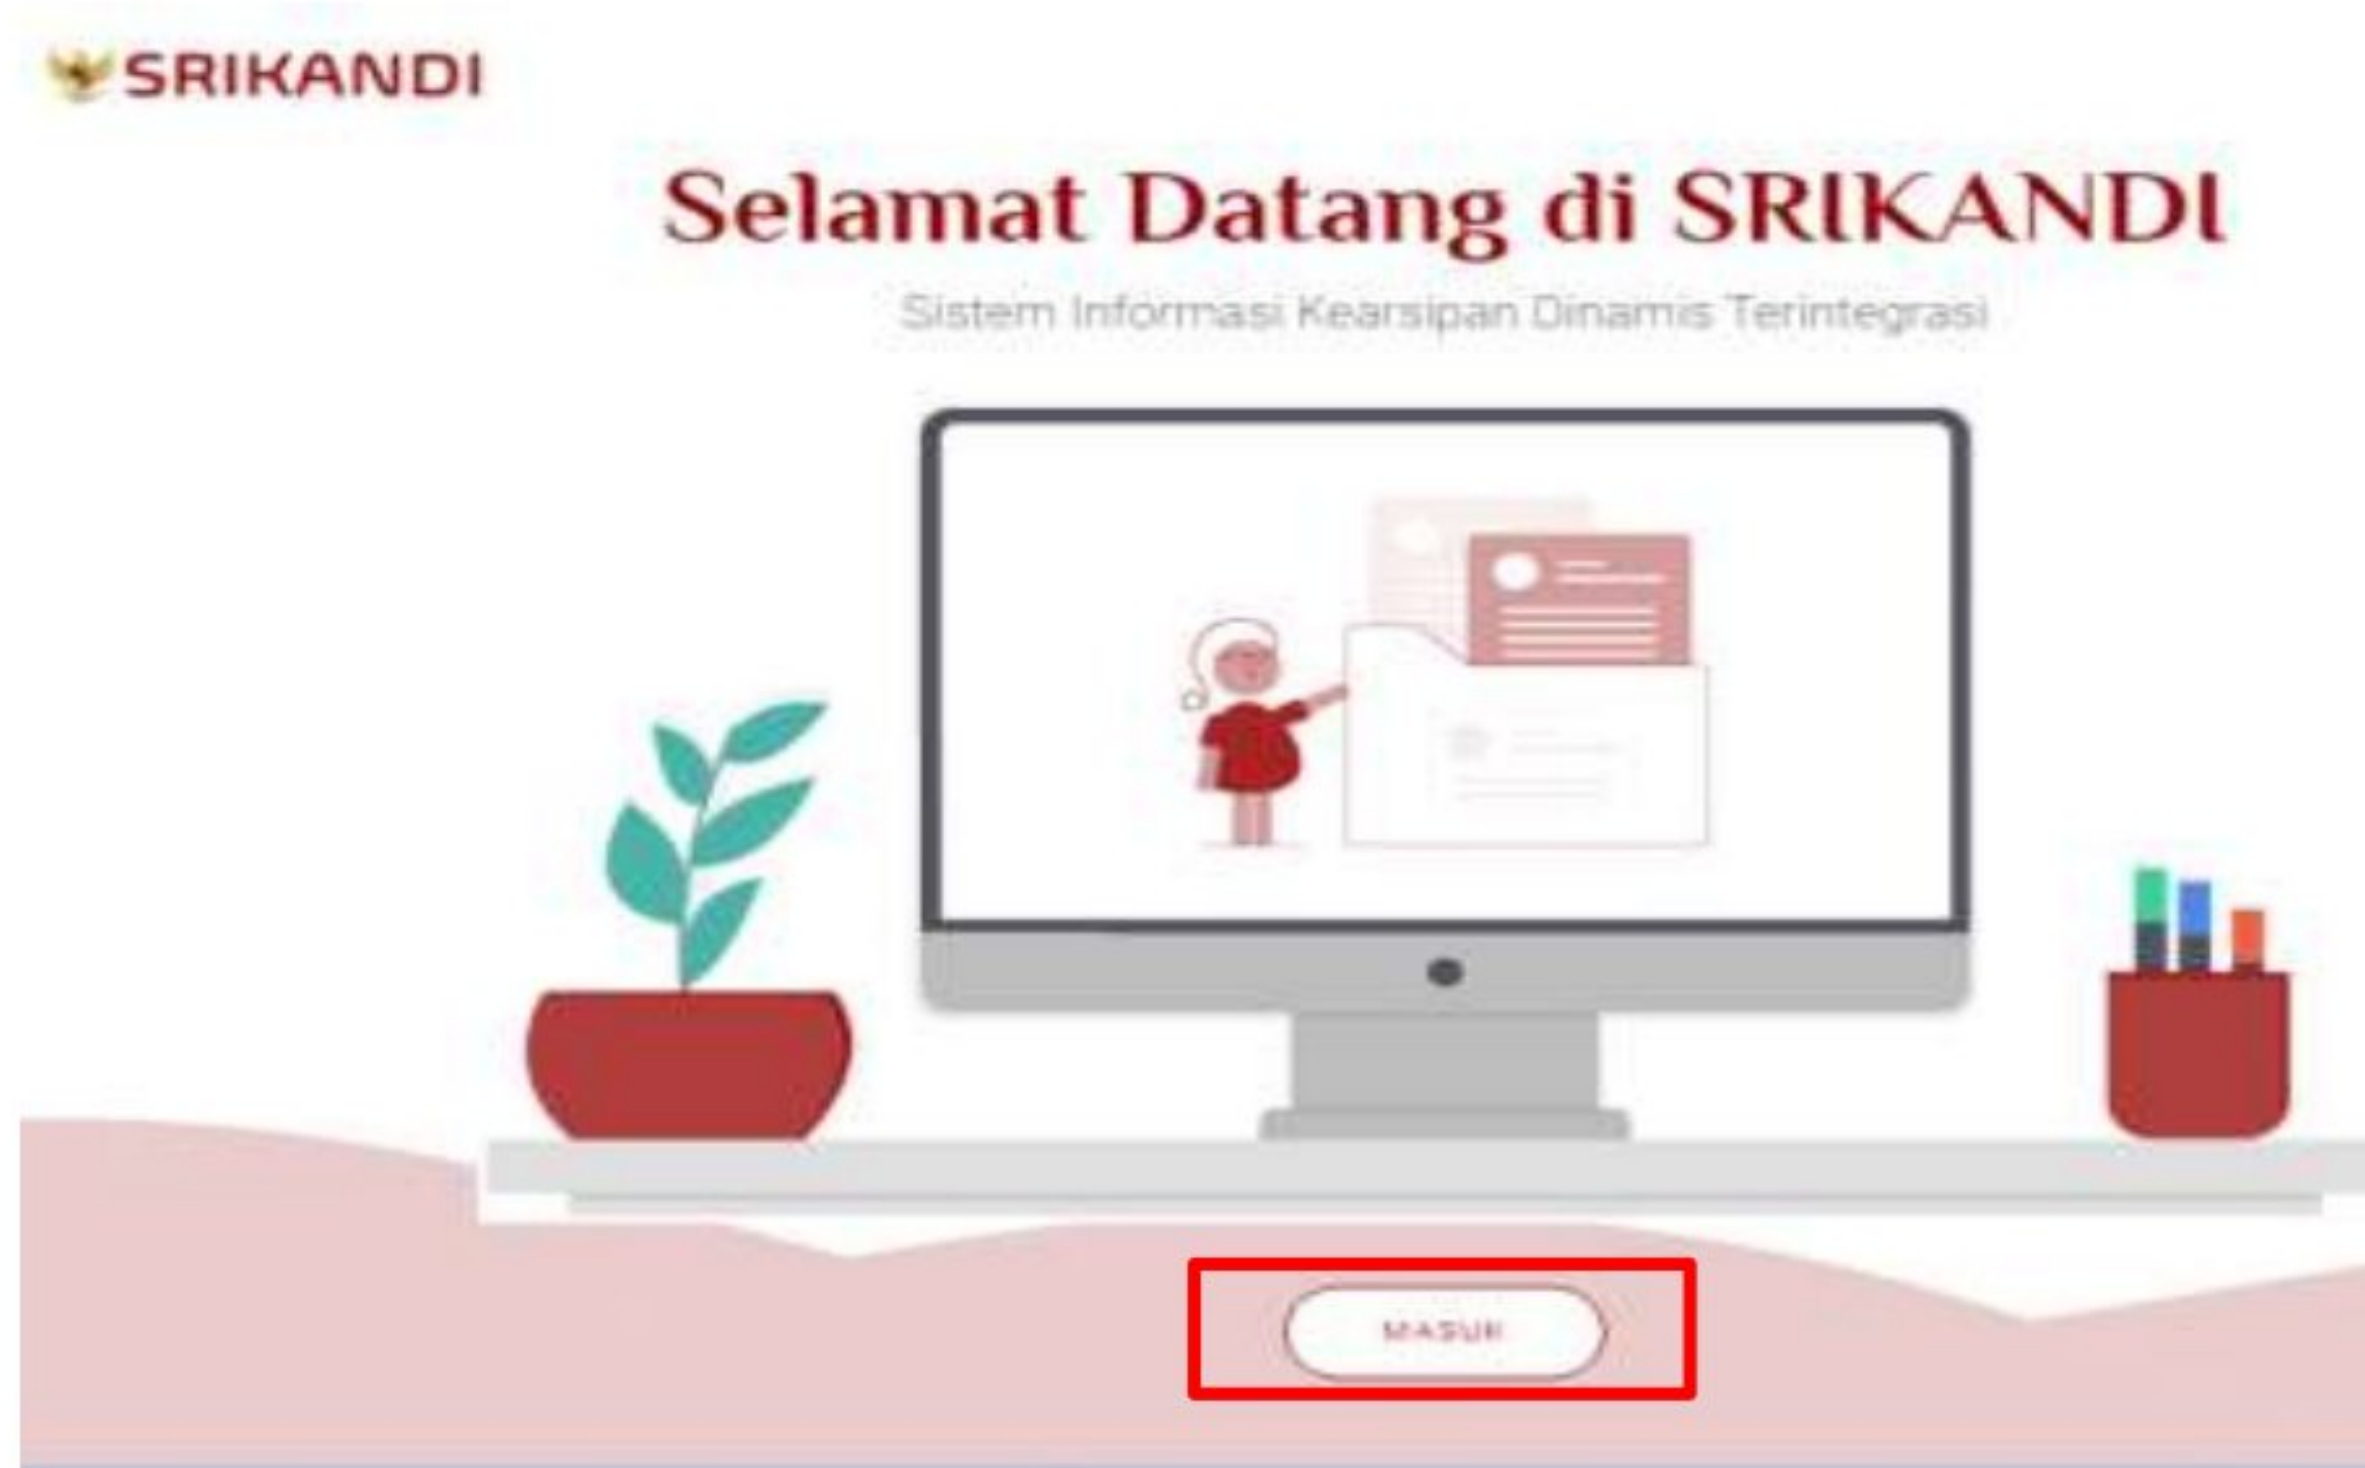 SRIKANDI
Selamat Datang di SRIKANDI
Sistem Informasi Kearsipan Dinamis Terintegrasi
MASUK